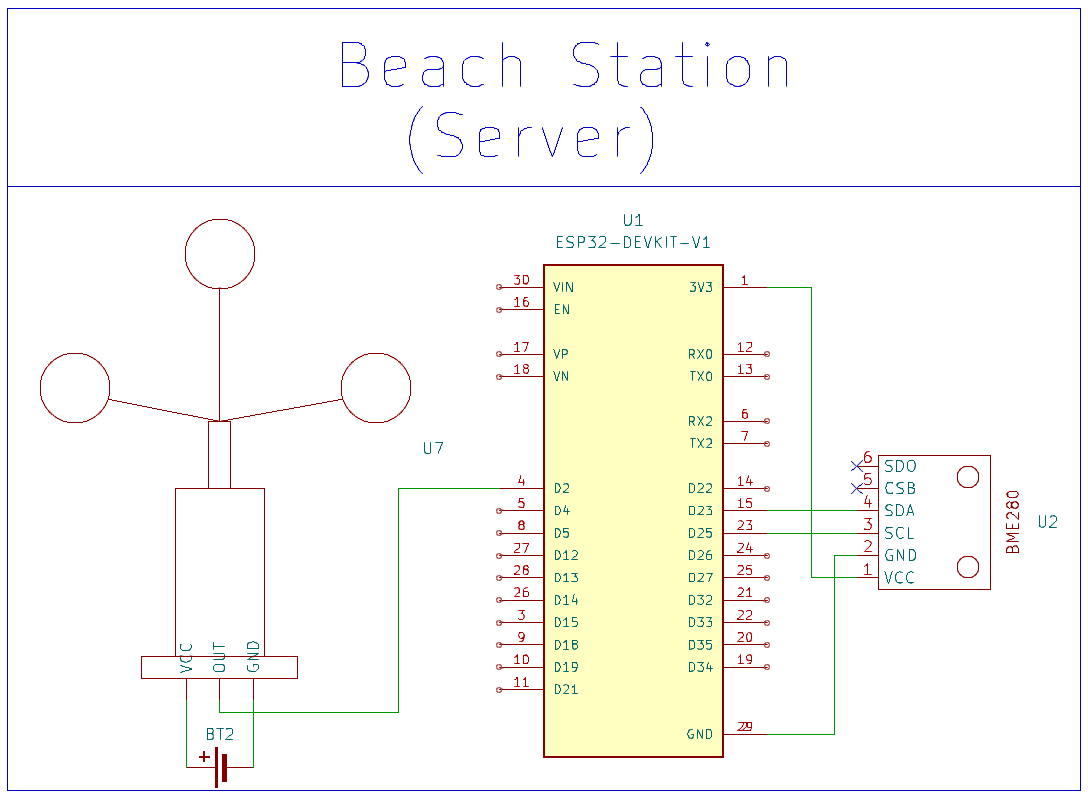 Beach Station
(Server)
U1
ESP32-DEVKIT-V1
30 VIN 3V3 1
16 EN
17 VP RX0 12
18 VN TX0 13
RX2 6
U7 TX2 7
4 D2 D22 14
5 D4 D23 15
8 D5 D25 23
27 D12 D26 24
28 D13 D27 25
26 D14 D32 21
3 D15 D33 22
9 D18 D35 20
10 D19 D34 19
11 D21
GND
6 SDO
5 CSB
4 SDA
3 SCL
2 GND
1 VCC
BME280
U2
VCC OUT GND
BT2
+